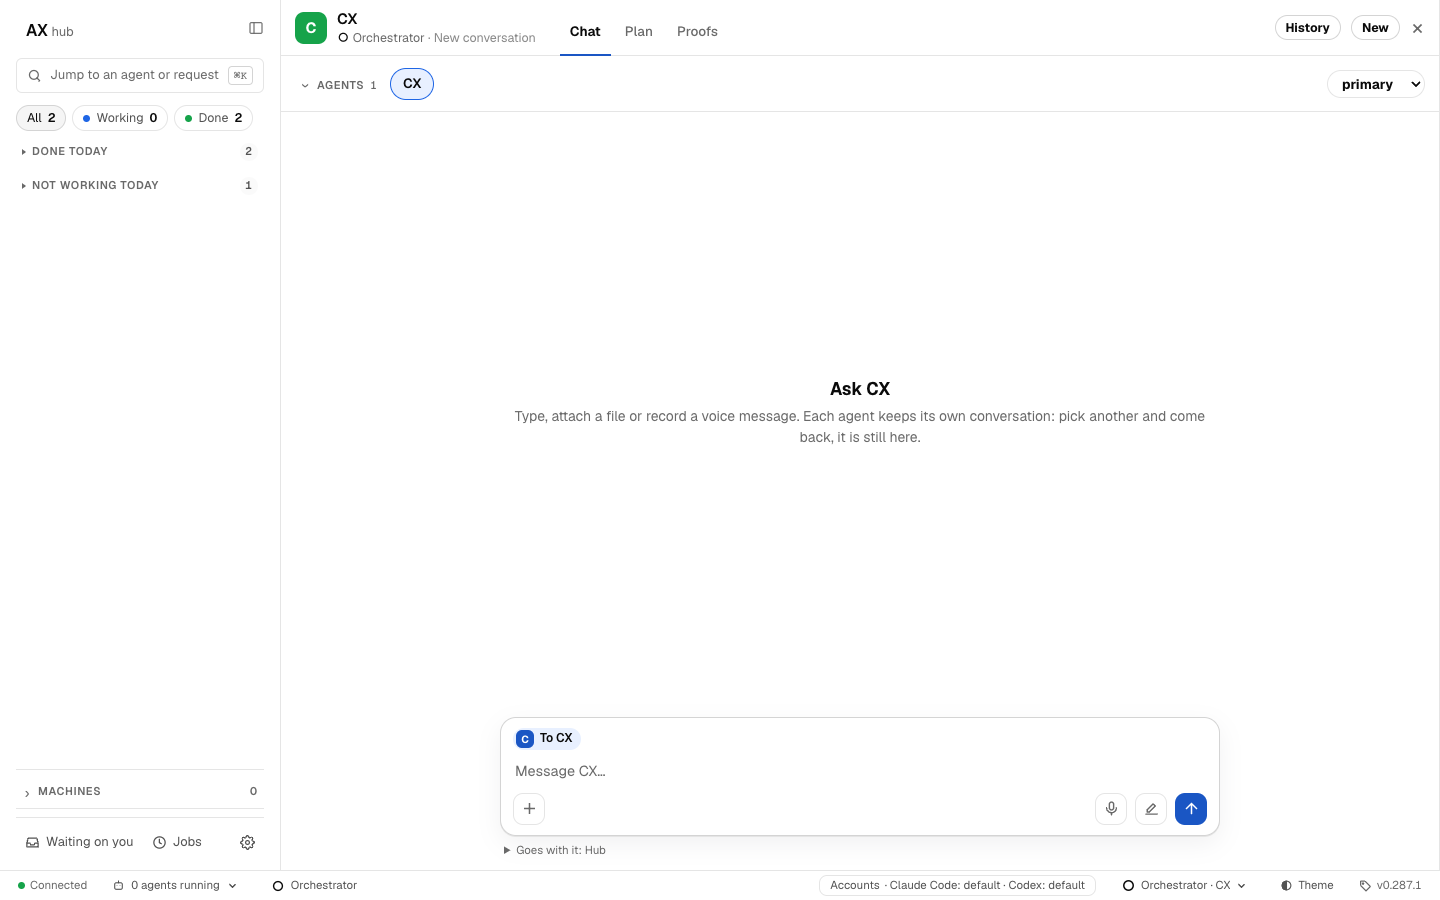 AX hub
Jump to an agent or request ⌘K
All 2 Working 0 Done 2
DONE TODAY 2
NOT WORKING TODAY 1
MACHINES 0
Waiting on you Jobs
C CX
Orchestrator · New conversation
Chat Plan Proofs
History New
AGENTS 1 CX primary
Ask CX
Type, attach a file or record a voice message. Each agent keeps its own conversation: pick another and come
back, it is still here.
C To CX
Message CX...
Goes with it: Hub
Connected 0 agents running Orchestrator Accounts · Claude Code: default · Codex: default Orchestrator · CX Theme v0.287.1